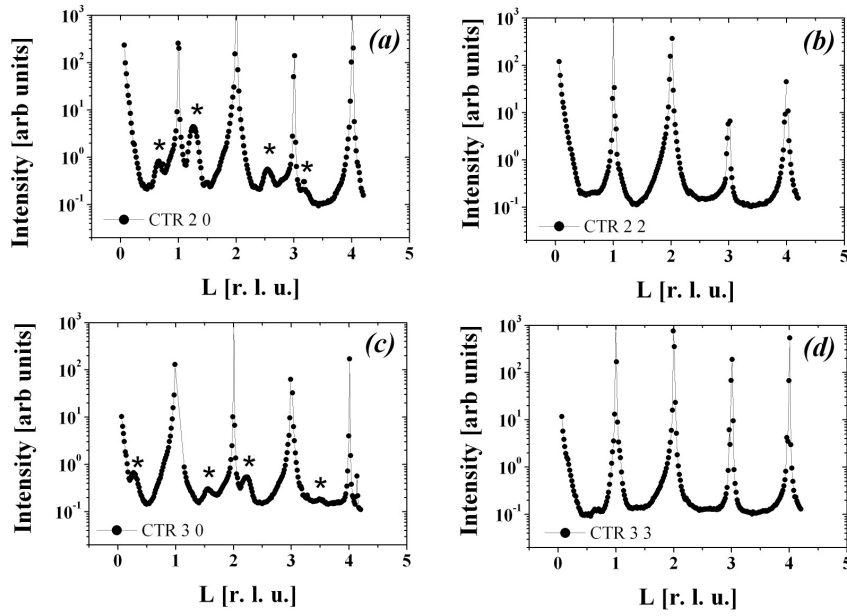 (a)
Intensity [arb units]
10³
10²
10¹
10⁰
10⁻¹
*
*
*
*
CTR 2 0
0 1 2 3 4 5
L [r. l. u.]
(b)
Intensity [arb units]
10³
10²
10¹
10⁰
10⁻¹
CTR 2 2
0 1 2 3 4 5
L [r. l. u.]
(c)
Intensity [arb units]
10³
10²
10¹
10⁰
10⁻¹
*
*
*
*
CTR 3 0
0 1 2 3 4 5
L [r. l. u.]
(d)
Intensity [arb units]
10³
10²
10¹
10⁰
10⁻¹
CTR 3 3
0 1 2 3 4 5
L [r. l. u.]